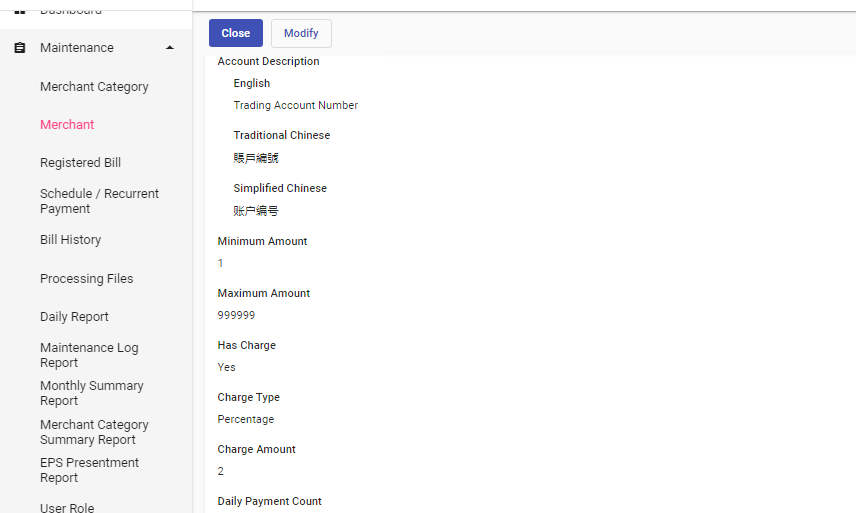 Dashboard
Maintenance
Merchant Category
Merchant
Registered Bill
Schedule / Recurrent
Payment
Bill History
Processing Files
Daily Report
Maintenance Log
Report
Monthly Summary
Report
Merchant Category
Summary Report
EPS Presentment
Report
User Role
Close
Modify
Account Description
English
Trading Account Number
Traditional Chinese
賬戶編號
Simplified Chinese
账户编号
Minimum Amount
1
Maximum Amount
999999
Has Charge
Yes
Charge Type
Percentage
Charge Amount
2
Daily Payment Count